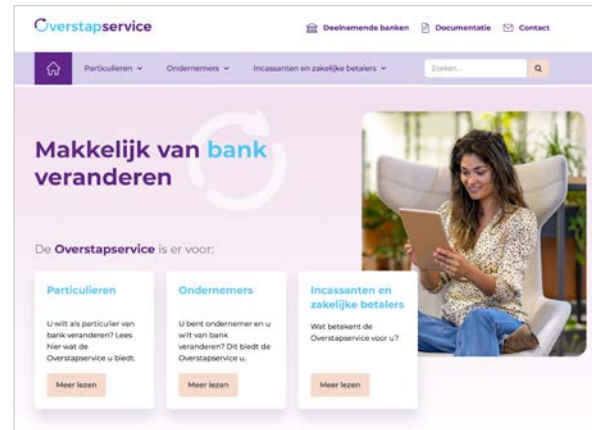 Overstapservice
Deelnemende banken
Documentatie
Contact
Particulieren
Ondernemers
Incassanten en zakelijke betalers
Zoeken...
Makkelijk van bank
veranderen
De Overstapservice is er voor:
Particulieren
U wilt als particulier van
bank veranderen? Lees
hier wat de
Overstapservice u biedt.
Meer lezen
Ondernemers
U bent ondernemer en u
wilt van bank
veranderen? Dit biedt de
Overstapservice u.
Meer lezen
Incassanten en
zakelijke betalers
Wat betekent de
Overstapservice voor u?
Meer lezen